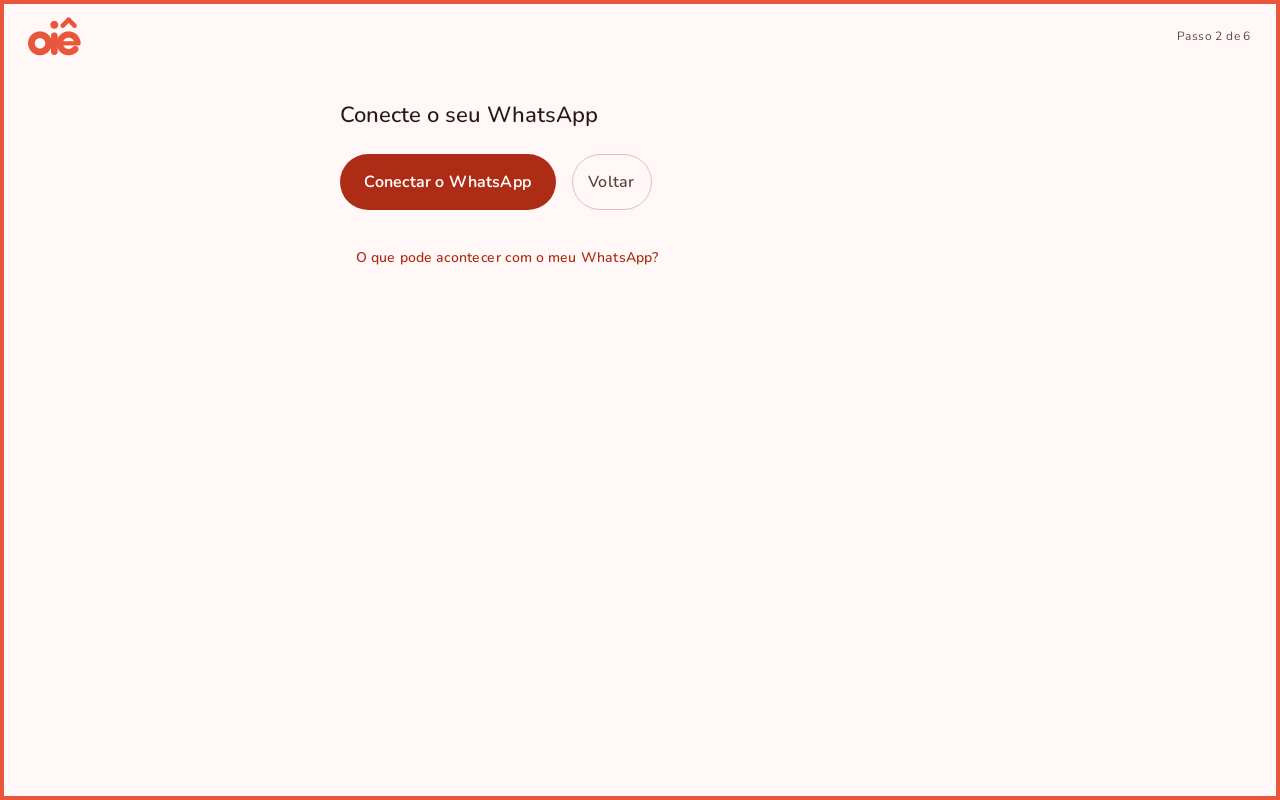 oiê
Passo 2 de 6
Conecte o seu WhatsApp
Conectar o WhatsApp
Voltar
O que pode acontecer com o meu WhatsApp?